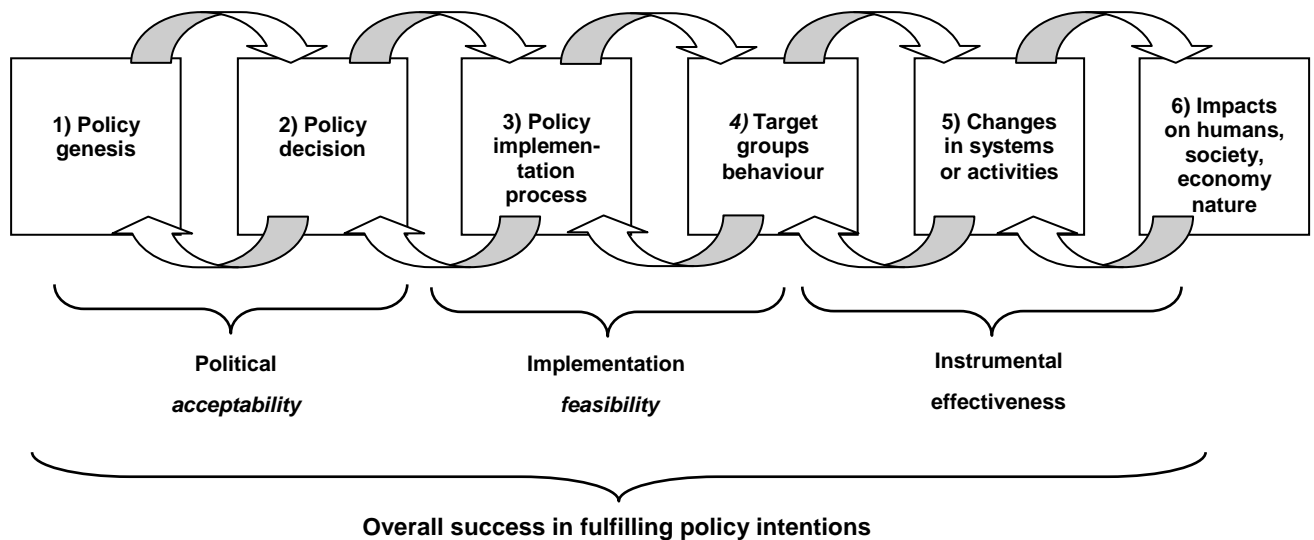 1) Policy
genesis
2) Policy
decision
3) Policy
implemen-
tation
process
4) Target
groups
behaviour
5) Changes
in systems
or activities
6) Impacts
on humans,
society,
economy
nature
Political
acceptability
Implementation
feasibility
Instrumental
effectiveness
Overall success in fulfilling policy intentions